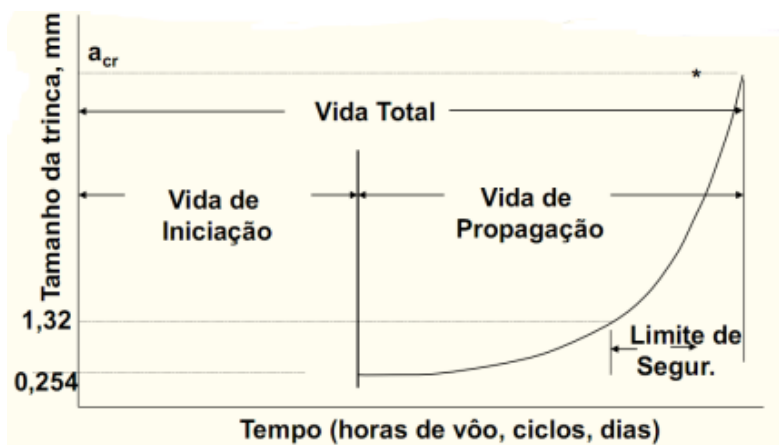 Tamanho da trinca, mm
a_cr
*
Vida Total
Vida de
Iniciação
Vida de
Propagação
1,32
Limite de
Segur.
0,254
Tempo (horas de vôo, ciclos, dias)